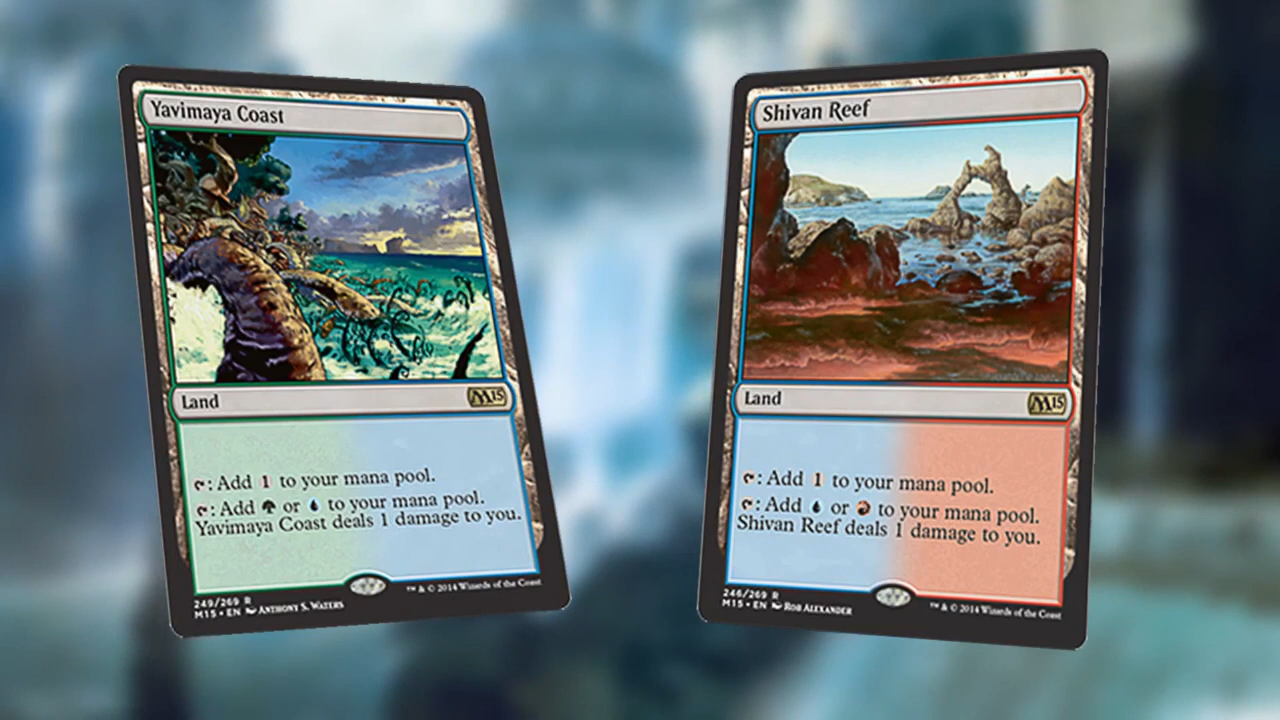 Yavimaya Coast
Land
M15
: Add 1 to your mana pool.
: Add or to your mana pool.
Yavimaya Coast deals 1 damage to you.
249/269 R
M15 • EN ANTHONY S. WATERS
™ & © 2014 Wizards of the Coast
Shivan Reef
Land
M15
: Add 1 to your mana pool.
: Add or to your mana pool.
Shivan Reef deals 1 damage to you.
246/269 R
M15 • EN ROB ALEXANDER
™ & © 2014 Wizards of the Coast